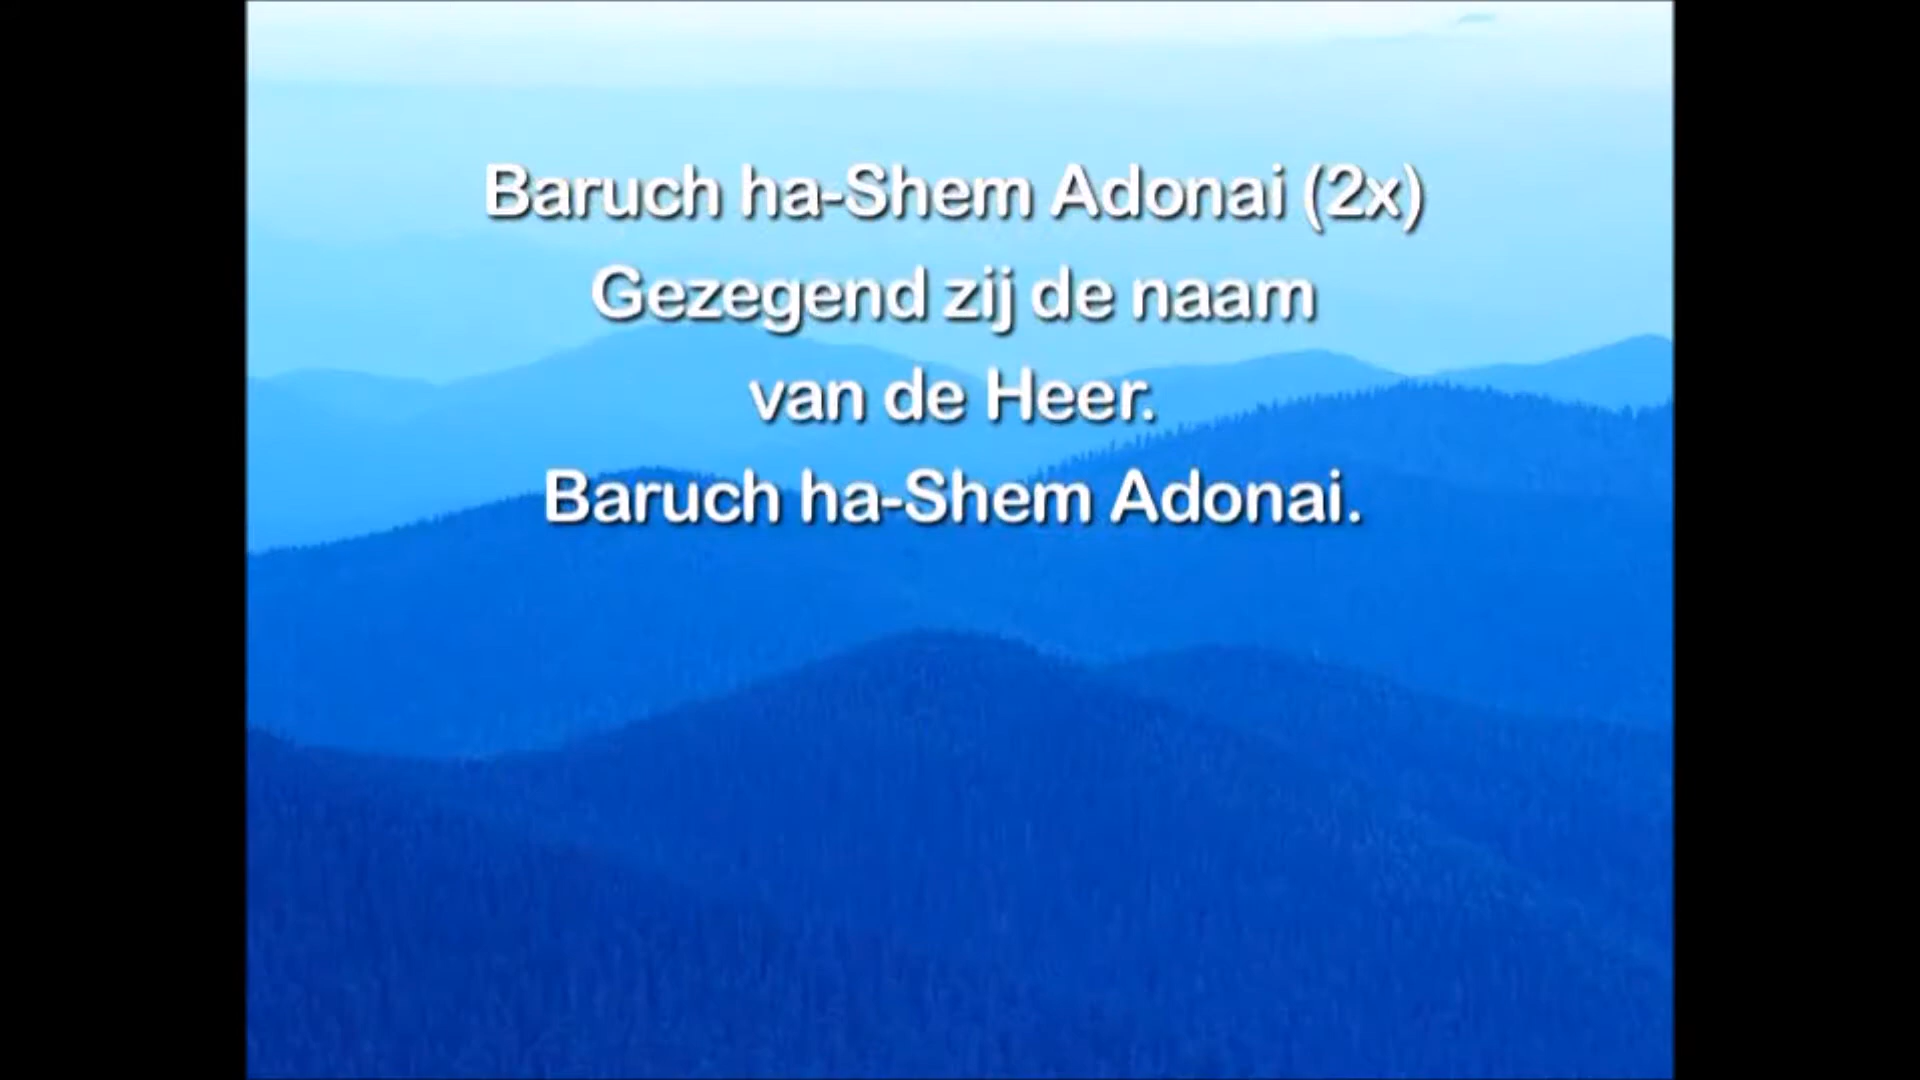 Baruch ha-Shem Adonai (2x)
Gezegend zij de naam
van de Heer.
Baruch ha-Shem Adonai.